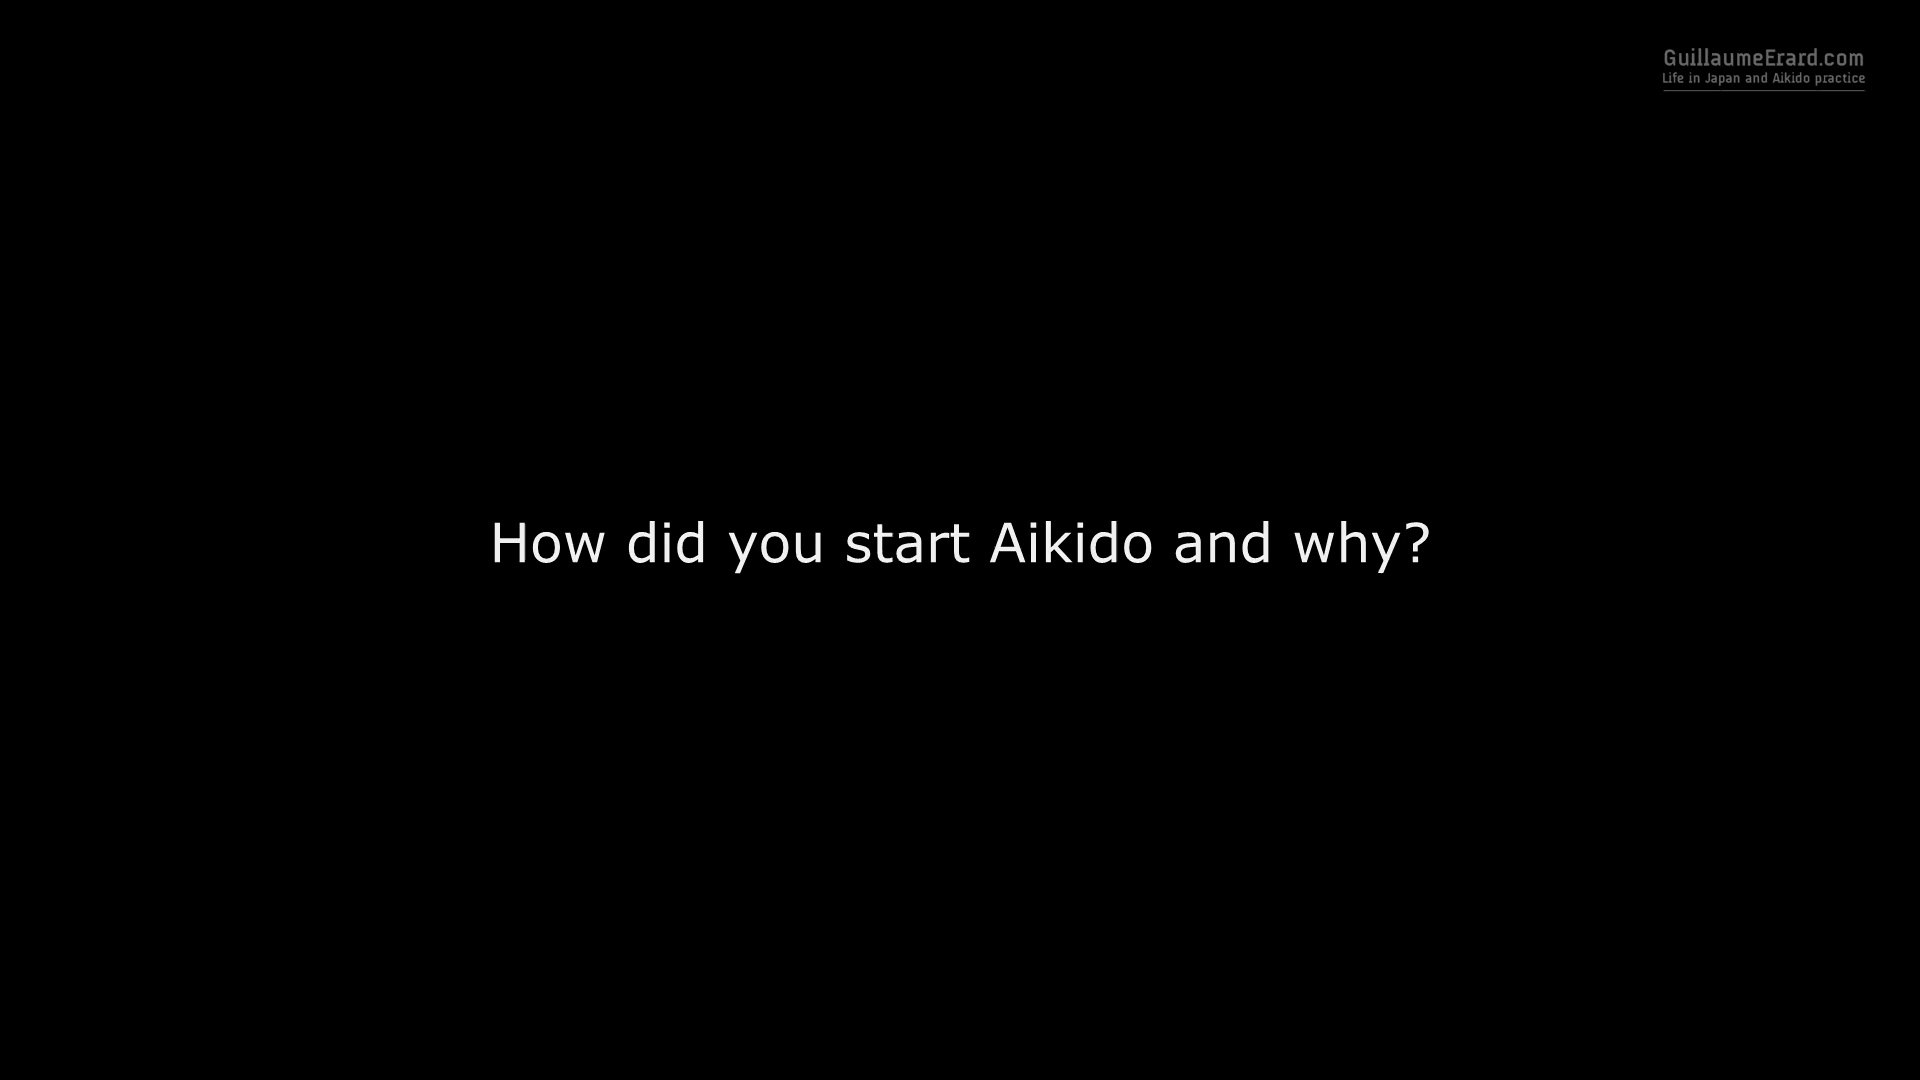 GuillaumeErard.com
Life in Japan and Aikido practice
How did you start Aikido and why?